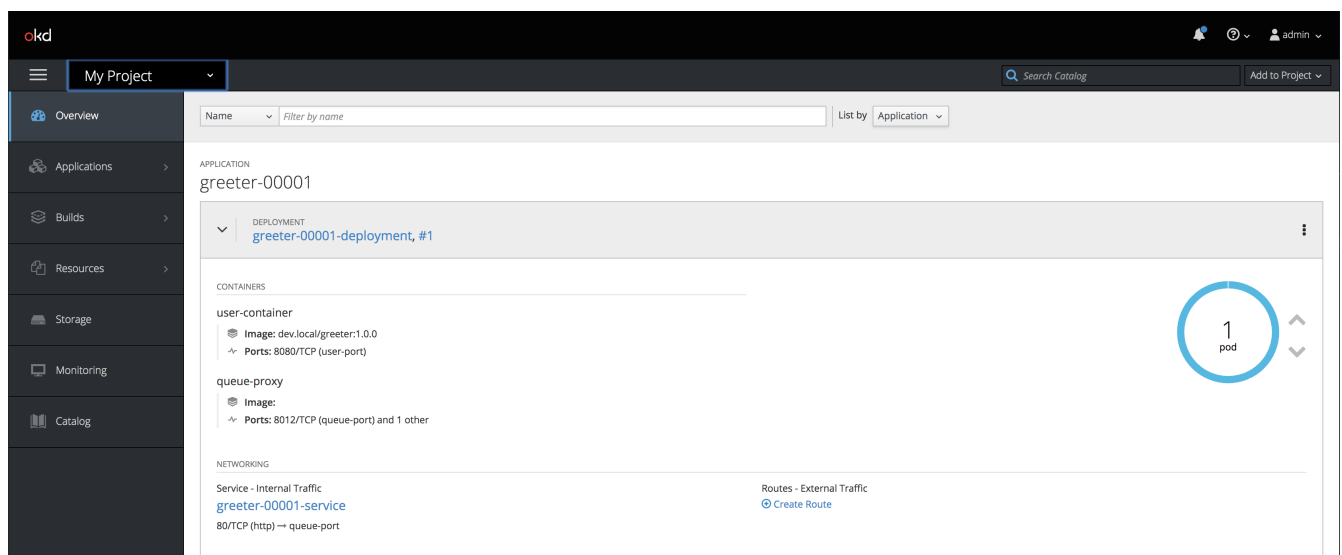 okd
admin
My Project
Search Catalog
Add to Project
Overview
Applications
Builds
Resources
Storage
Monitoring
Catalog
Name
Filter by name
List by
Application
APPLICATION
greeter-00001
DEPLOYMENT
greeter-00001-deployment, #1
CONTAINERS
user-container
Image: dev.local/greeter:1.0.0
Ports: 8080/TCP (user-port)
queue-proxy
Image:
Ports: 8012/TCP (queue-port) and 1 other
1
pod
NETWORKING
Service - Internal Traffic
greeter-00001-service
80/TCP (http) → queue-port
Routes - External Traffic
Create Route